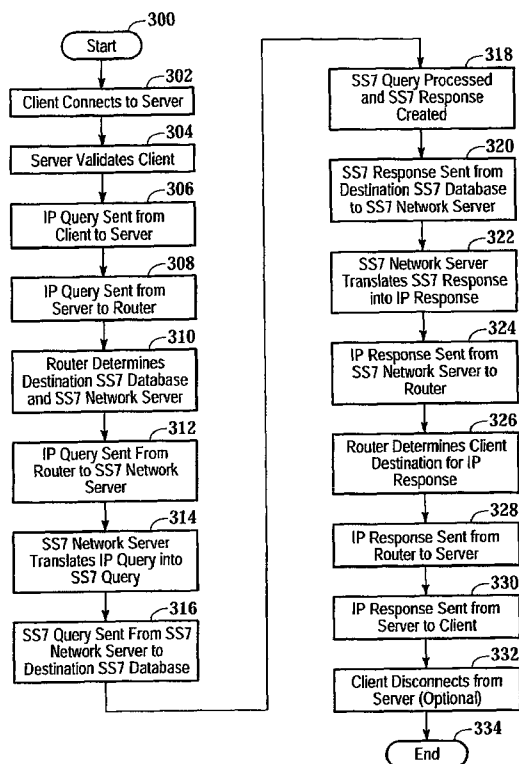 300
Start
302
Client Connects to Server
304
Server Validates Client
306
IP Query Sent from
Client to Server
308
IP Query Sent from
Server to Router
310
Router Determines
Destination SS7 Database
and SS7 Network Server
312
IP Query Sent From
Router to SS7 Network
Server
314
SS7 Network Server
Translates IP Query into
SS7 Query
316
SS7 Query Sent From SS7
Network Server to
Destination SS7 Database
318
SS7 Query Processed
and SS7 Response
Created
320
SS7 Response Sent from
Destination SS7 Database
to SS7 Network Server
322
SS7 Network Server
Translates SS7 Response
into IP Response
324
IP Response Sent from
SS7 Network Server to
Router
326
Router Determines Client
Destination for IP
Response
328
IP Response Sent from
Router to Server
330
IP Response Sent from
Server to Client
332
Client Disconnects from
Server (Optional)
334
End